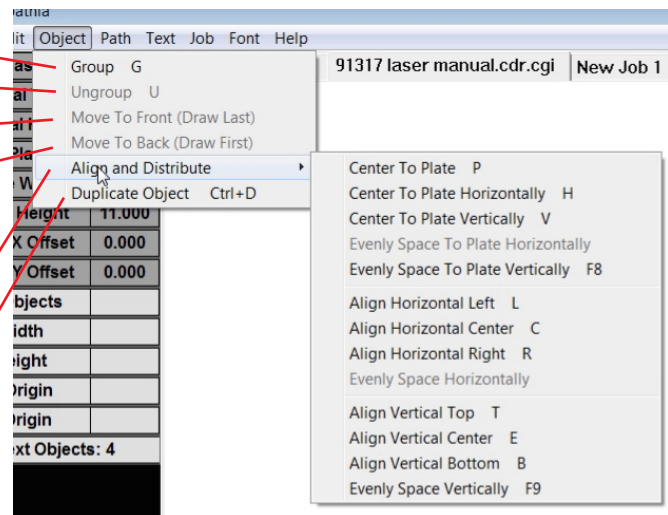 Object Path Text Job Font Help
Group G
Ungroup U
Move To Front (Draw Last)
Move To Back (Draw First)
Align and Distribute
Duplicate Object Ctrl+D
91317 laser manual.cdr.cgi New Job 1
Height 11.000
X Offset 0.000
Y Offset 0.000
bjects
idth
eight
Origin
Origin
ext Objects: 4
Center To Plate P
Center To Plate Horizontally H
Center To Plate Vertically V
Evenly Space To Plate Horizontally
Evenly Space To Plate Vertically F8
Align Horizontal Left L
Align Horizontal Center C
Align Horizontal Right R
Evenly Space Horizontally
Align Vertical Top T
Align Vertical Center E
Align Vertical Bottom B
Evenly Space Vertically F9